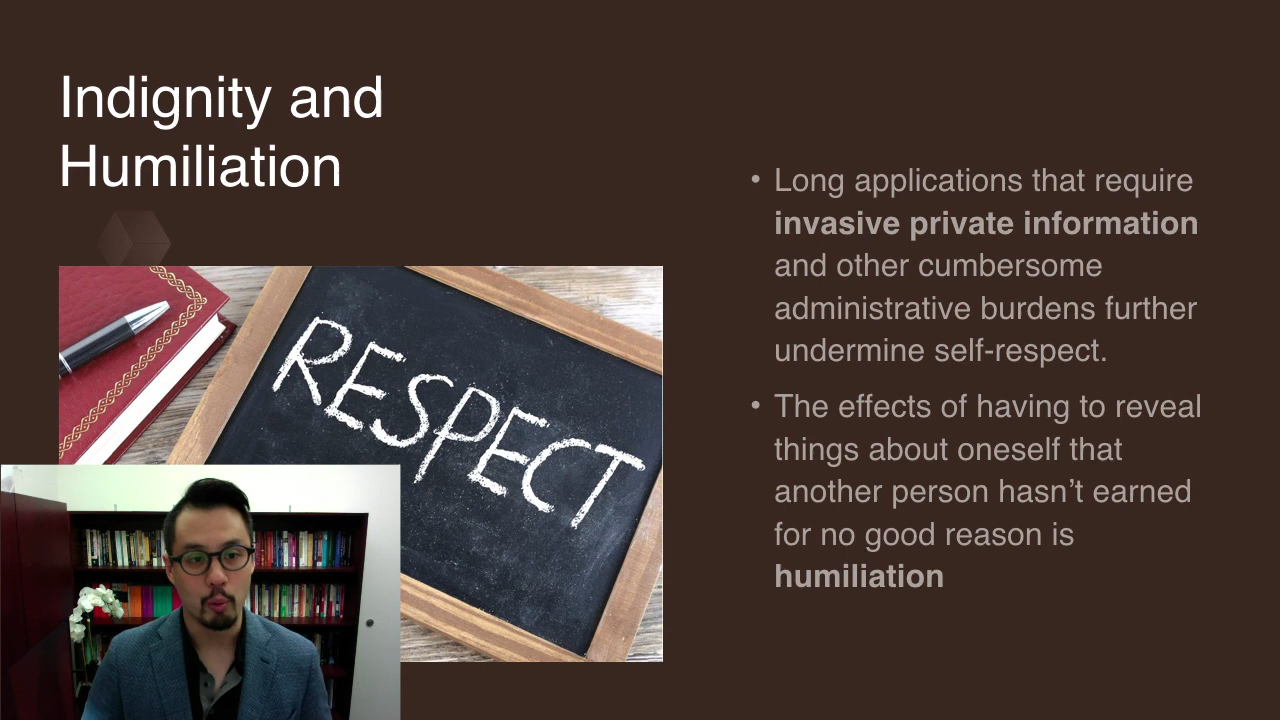 Indignity and
Humiliation
RESPECT
• Long applications that require
invasive private information
and other cumbersome
administrative burdens further
undermine self-respect.
• The effects of having to reveal
things about oneself that
another person hasn’t earned
for no good reason is
humiliation